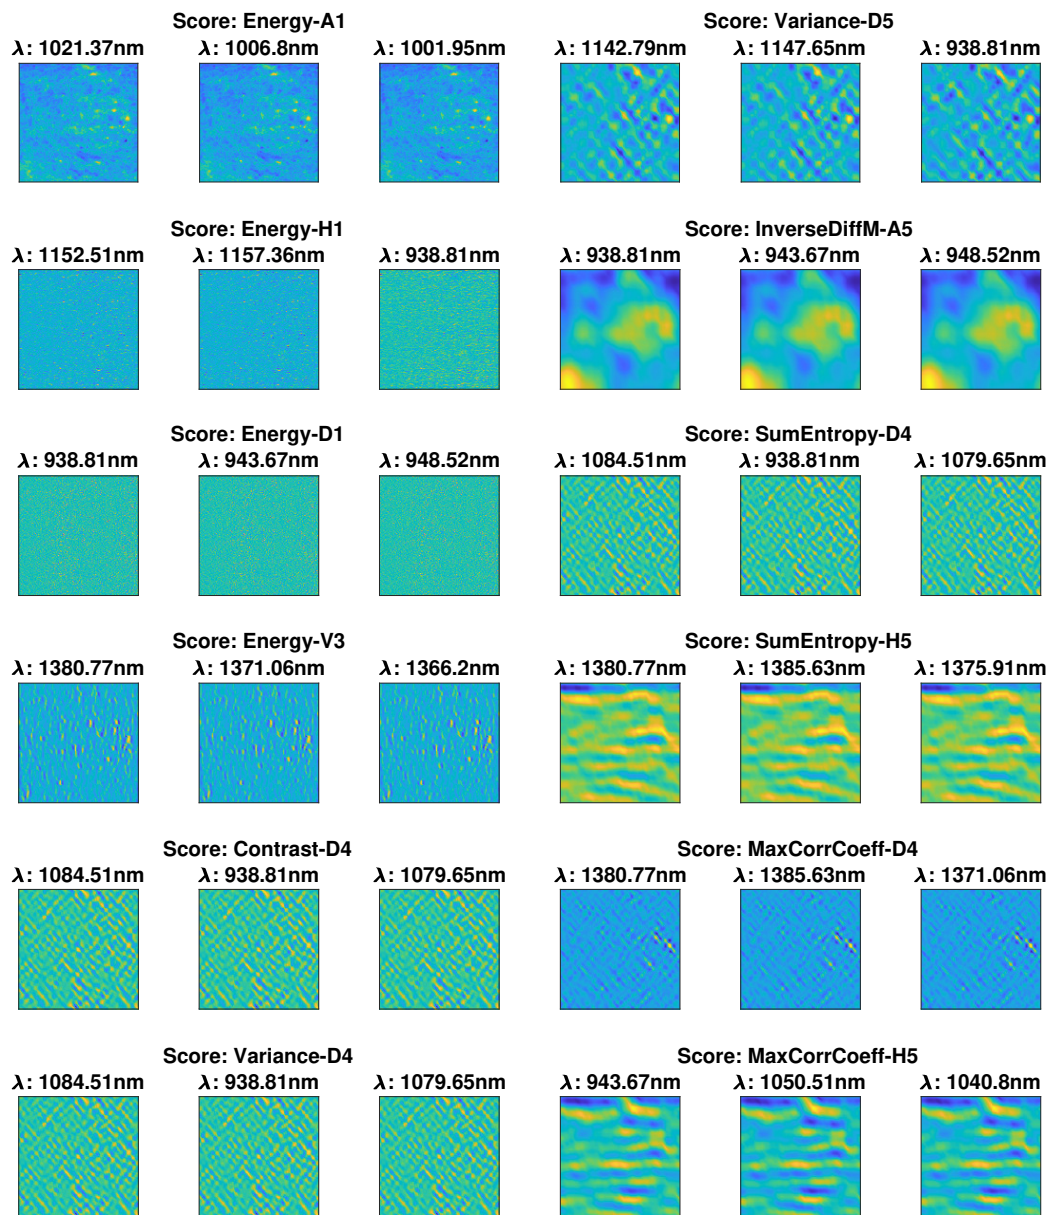 Score: Energy-A1
λ: 1021.37nm λ: 1006.8nm λ: 1001.95nm
Score: Variance-D5
λ: 1142.79nm λ: 1147.65nm λ: 938.81nm
Score: Energy-H1
λ: 1152.51nm λ: 1157.36nm λ: 938.81nm
Score: InverseDiffM-A5
λ: 938.81nm λ: 943.67nm λ: 948.52nm
Score: Energy-D1
λ: 938.81nm λ: 943.67nm λ: 948.52nm
Score: SumEntropy-D4
λ: 1084.51nm λ: 938.81nm λ: 1079.65nm
Score: Energy-V3
λ: 1380.77nm λ: 1371.06nm λ: 1366.2nm
Score: SumEntropy-H5
λ: 1380.77nm λ: 1385.63nm λ: 1375.91nm
Score: Contrast-D4
λ: 1084.51nm λ: 938.81nm λ: 1079.65nm
Score: MaxCorrCoeff-D4
λ: 1380.77nm λ: 1385.63nm λ: 1371.06nm
Score: Variance-D4
λ: 1084.51nm λ: 938.81nm λ: 1079.65nm
Score: MaxCorrCoeff-H5
λ: 943.67nm λ: 1050.51nm λ: 1040.8nm